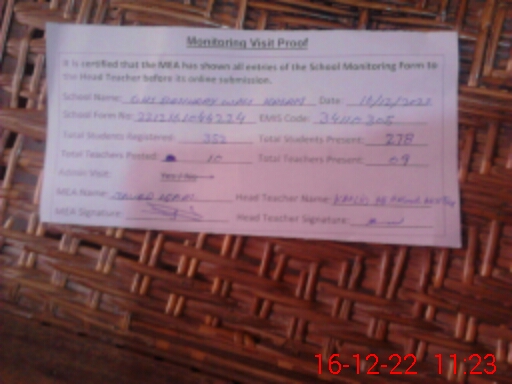 Monitoring Visit Proof
It is certified that the MEA has shown all entries of the School Monitoring Form to
the Head Teacher before its online submission.
School Name: Date: 16/12/2022
School Form No: EMIS Code:
Total Students Registered: 352 Total Students Present: 278
Total Teachers Posted: 10 Total Teachers Present: 09
Admin Visit: Yes / No
MEA Name: Head Teacher Name:
MEA Signature: Head Teacher Signature:
16-12-22 11:23